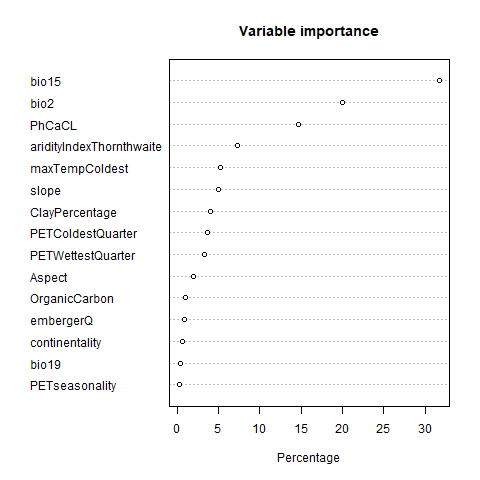 Variable importance
bio15
bio2
PhCaCL
aridityIndexThornthwaite
maxTempColdest
slope
ClayPercentage
PETColdestQuarter
PETWettestQuarter
Aspect
OrganicCarbon
embergerQ
continentality
bio19
PETseasonality
0 5 10 15 20 25 30
Percentage